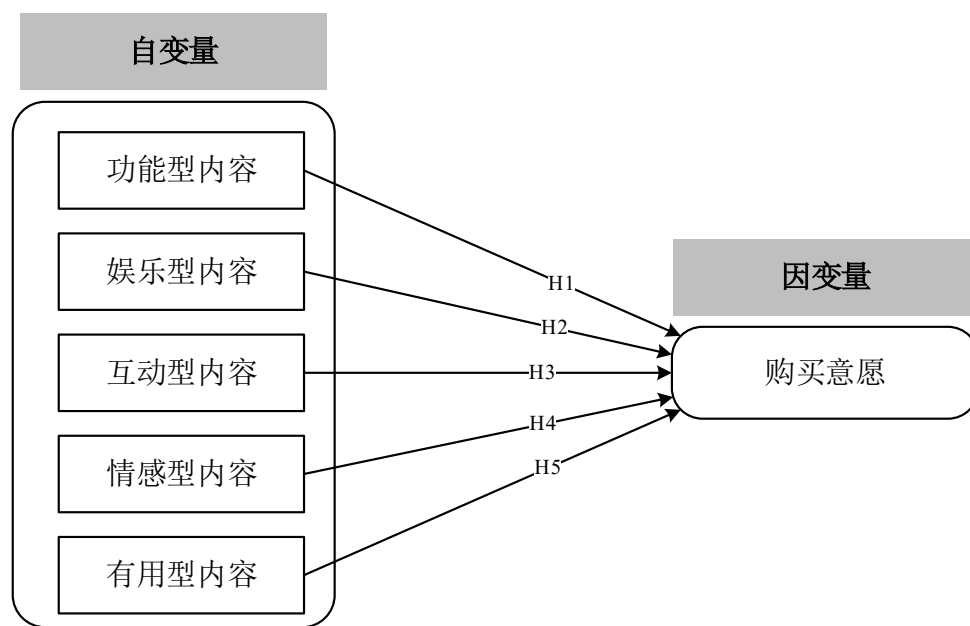 自变量
功能型内容
娱乐型内容
互动型内容
情感型内容
有用型内容
H1
H2
H3
H4
H5
因变量
购买意愿